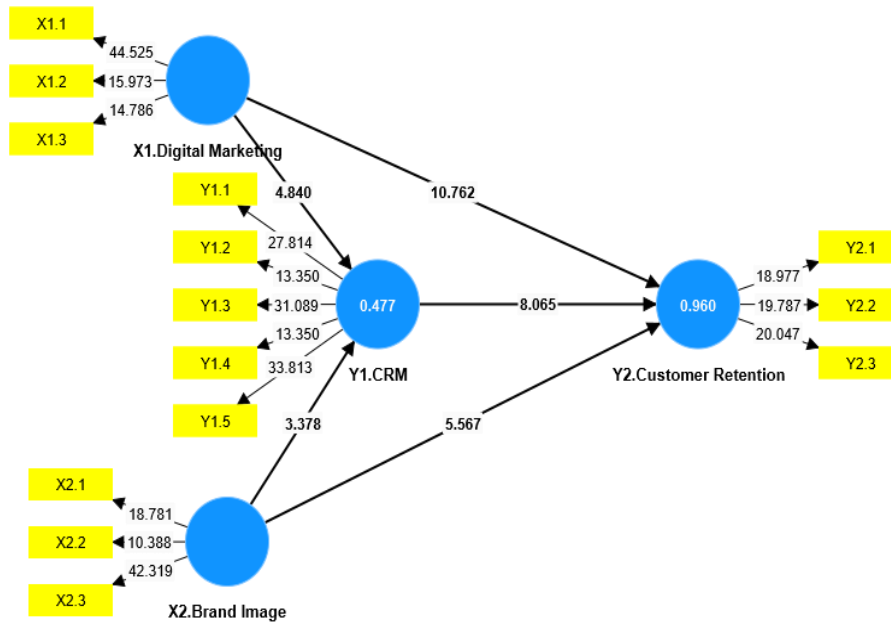 X1.1
44.525
X1.2
15.973
X1.3
14.786
X1.Digital Marketing
4.840
10.762
Y1.1
27.814
Y1.2
13.350
Y1.3
31.089
Y1.4
13.350
Y1.5
33.813
0.477
Y1.CRM
8.065
0.960
Y2.Customer Retention
Y2.1
18.977
Y2.2
19.787
Y2.3
20.047
3.378
5.567
X2.1
18.781
X2.2
10.388
X2.3
42.319
X2.Brand Image